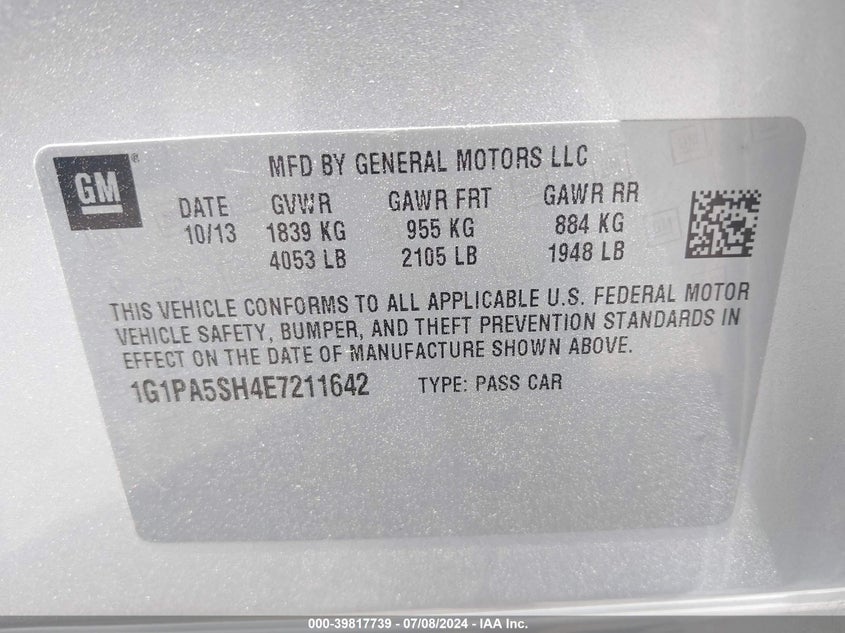 GM ®
MFD BY GENERAL MOTORS LLC
DATE GVWR GAWR FRT GAWR RR
10/13 1839 KG 955 KG 884 KG
4053 LB 2105 LB 1948 LB
THIS VEHICLE CONFORMS TO ALL APPLICABLE U.S. FEDERAL MOTOR
VEHICLE SAFETY, BUMPER, AND THEFT PREVENTION STANDARDS IN
EFFECT ON THE DATE OF MANUFACTURE SHOWN ABOVE.
1G1PA5SH4E7211642 TYPE: PASS CAR
000-39817739 - 07/08/2024 - IAA Inc.